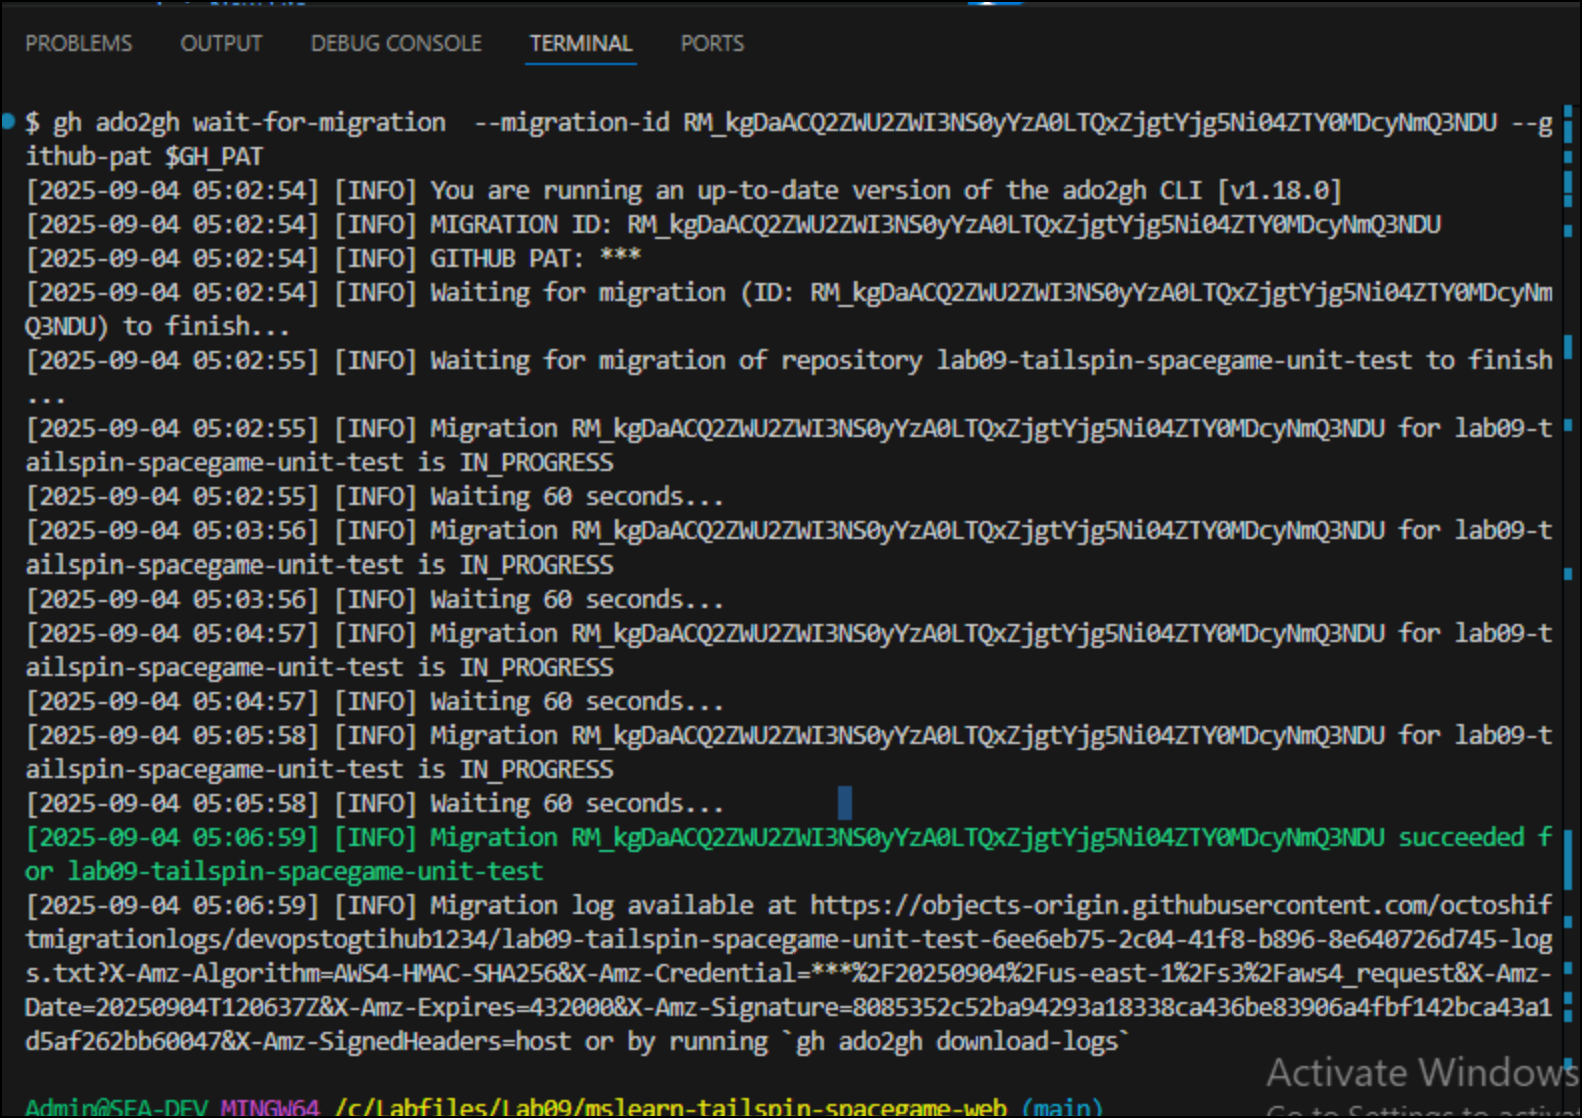 PROBLEMS OUTPUT DEBUG CONSOLE TERMINAL PORTS
$ gh ado2gh wait-for-migration  --migration-id RM_kgDaACQ2ZWU2ZWI3NS0yYzA0LTQxZjgtYjg5Ni04ZTY0MDcyNmQ3NDU --g
ithub-pat $GH_PAT
[2025-09-04 05:02:54] [INFO] You are running an up-to-date version of the ado2gh CLI [v1.18.0]
[2025-09-04 05:02:54] [INFO] MIGRATION ID: RM_kgDaACQ2ZWU2ZWI3NS0yYzA0LTQxZjgtYjg5Ni04ZTY0MDcyNmQ3NDU
[2025-09-04 05:02:54] [INFO] GITHUB PAT: ***
[2025-09-04 05:02:54] [INFO] Waiting for migration (ID: RM_kgDaACQ2ZWU2ZWI3NS0yYzA0LTQxZjgtYjg5Ni04ZTY0MDcyNm
Q3NDU) to finish...
[2025-09-04 05:02:55] [INFO] Waiting for migration of repository lab09-tailspin-spacegame-unit-test to finish
...
[2025-09-04 05:02:55] [INFO] Migration RM_kgDaACQ2ZWU2ZWI3NS0yYzA0LTQxZjgtYjg5Ni04ZTY0MDcyNmQ3NDU for lab09-t
ailspin-spacegame-unit-test is IN_PROGRESS
[2025-09-04 05:02:55] [INFO] Waiting 60 seconds...
[2025-09-04 05:03:56] [INFO] Migration RM_kgDaACQ2ZWU2ZWI3NS0yYzA0LTQxZjgtYjg5Ni04ZTY0MDcyNmQ3NDU for lab09-t
ailspin-spacegame-unit-test is IN_PROGRESS
[2025-09-04 05:03:56] [INFO] Waiting 60 seconds...
[2025-09-04 05:04:57] [INFO] Migration RM_kgDaACQ2ZWU2ZWI3NS0yYzA0LTQxZjgtYjg5Ni04ZTY0MDcyNmQ3NDU for lab09-t
ailspin-spacegame-unit-test is IN_PROGRESS
[2025-09-04 05:04:57] [INFO] Waiting 60 seconds...
[2025-09-04 05:05:58] [INFO] Migration RM_kgDaACQ2ZWU2ZWI3NS0yYzA0LTQxZjgtYjg5Ni04ZTY0MDcyNmQ3NDU for lab09-t
ailspin-spacegame-unit-test is IN_PROGRESS
[2025-09-04 05:05:58] [INFO] Waiting 60 seconds...
[2025-09-04 05:06:59] [INFO] Migration RM_kgDaACQ2ZWU2ZWI3NS0yYzA0LTQxZjgtYjg5Ni04ZTY0MDcyNmQ3NDU succeeded f
or lab09-tailspin-spacegame-unit-test
[2025-09-04 05:06:59] [INFO] Migration log available at https://objects-origin.githubusercontent.com/octoshif
tmigrationlogs/devopstogtihub1234/lab09-tailspin-spacegame-unit-test-6ee6eb75-2c04-41f8-b896-8e640726d745-log
s.txt?X-Amz-Algorithm=AWS4-HMAC-SHA256&X-Amz-Credential=***%2F20250904%2Fus-east-1%2Fs3%2Faws4_request&X-Amz-
Date=20250904T120637Z&X-Amz-Expires=432000&X-Amz-Signature=8085352c52ba94293a18338ca436be83906a4fbf142bca43a1
d5af262bb60047&X-Amz-SignedHeaders=host or by running `gh ado2gh download-logs`
Activate Windows
Admin@SEA-DEV MINGW64 /c/Labfiles/Lab09/mslearn-tailspin-spacegame-web (main)
Go to Settings to